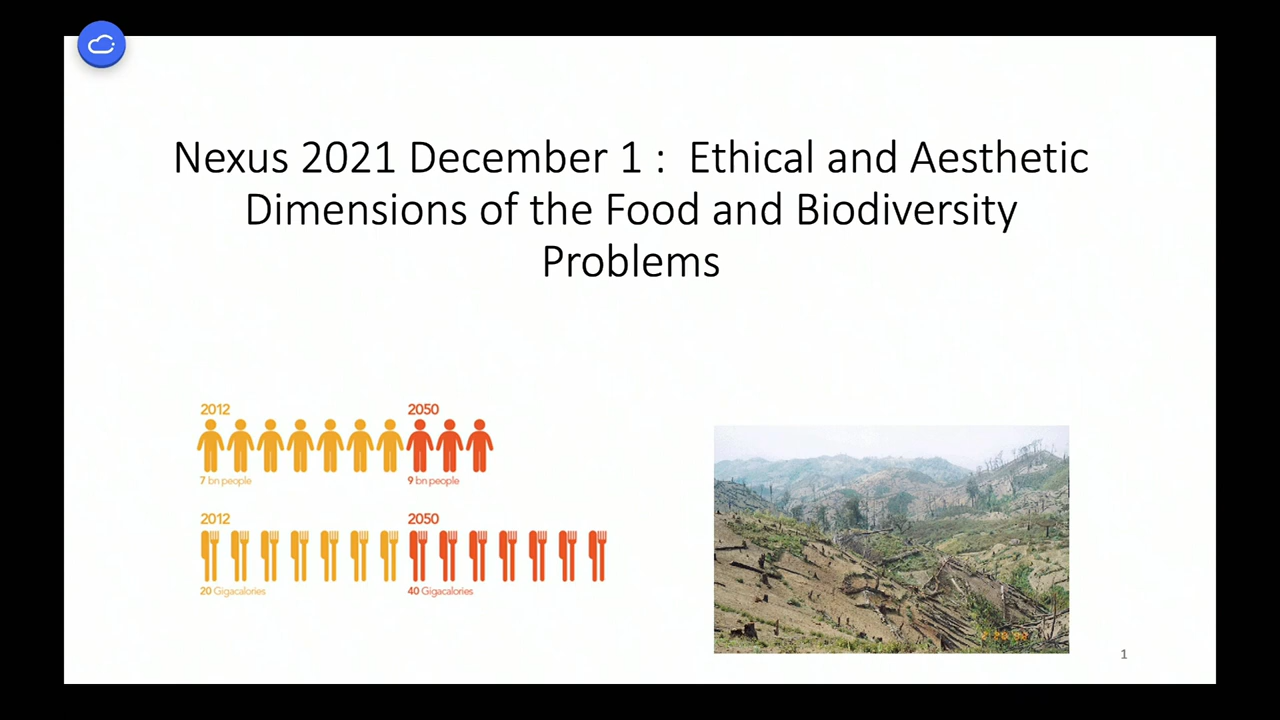 Nexus 2021 December 1 : Ethical and Aesthetic
Dimensions of the Food and Biodiversity
Problems
2012 2050
7 bn people 9 bn people
2012 2050
20 Gigacalories 40 Gigacalories
1